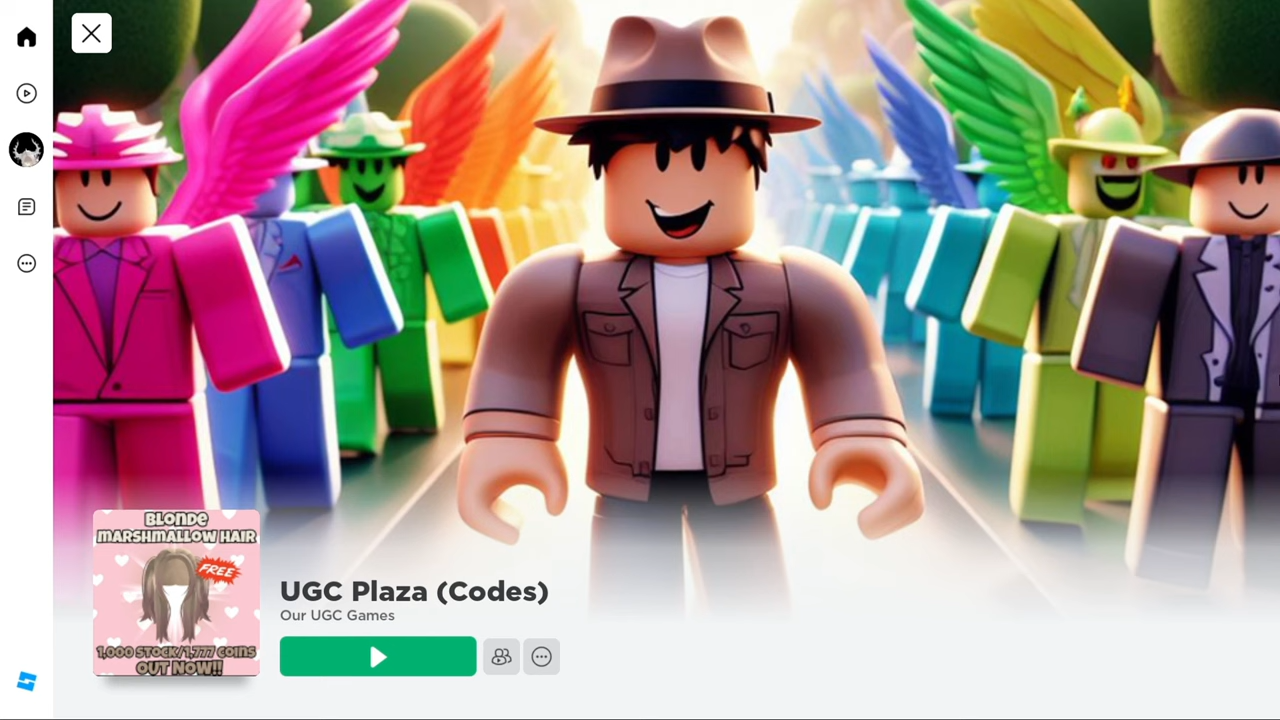 BLONDE
MARSHMALLOW HAIR
FREE
1,000 STOCK/1,777 COINS
OUT NOW!!
UGC Plaza (Codes)
Our UGC Games